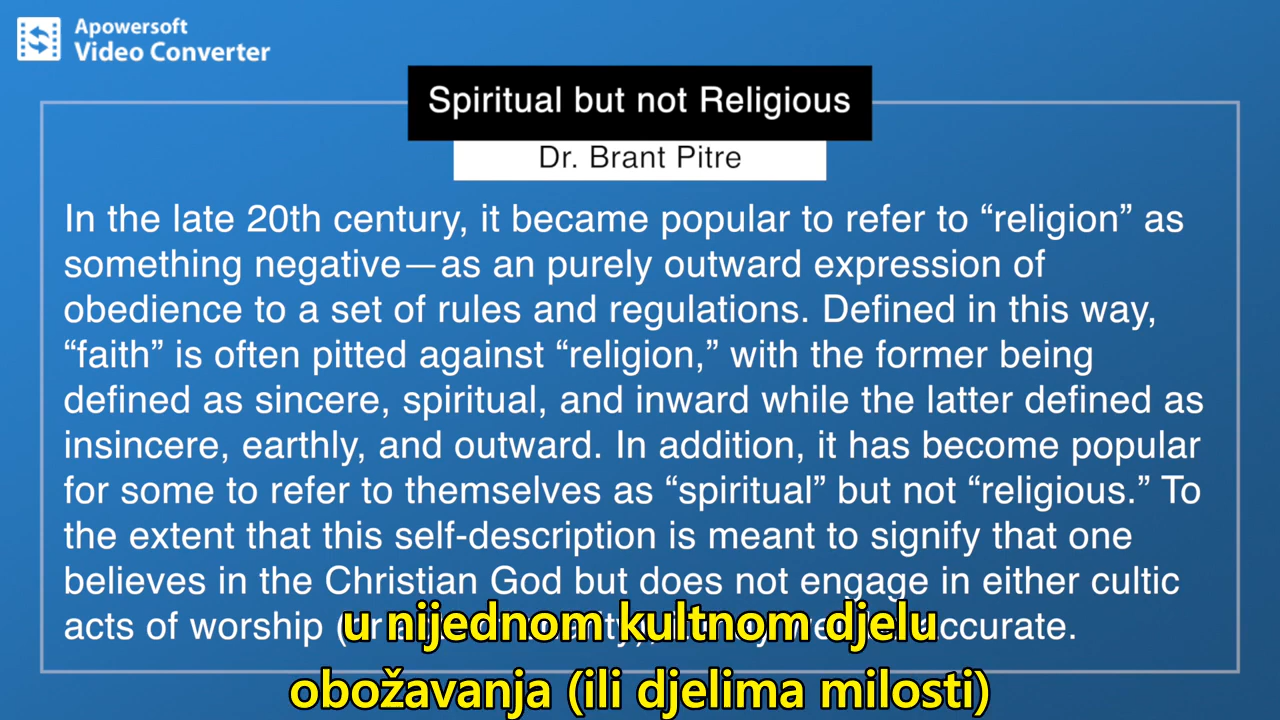 Apowersoft
Video Converter
Spiritual but not Religious
Dr. Brant Pitre
In the late 20th century, it became popular to refer to “religion” as
something negative—as an purely outward expression of
obedience to a set of rules and regulations. Defined in this way,
“faith” is often pitted against “religion,” with the former being
defined as sincere, spiritual, and inward while the latter defined as
insincere, earthly, and outward. In addition, it has become popular
for some to refer to themselves as “spiritual” but not “religious.” To
the extent that this self-description is meant to signify that one
believes in the Christian God but does not engage in either cultic
acts of worship accurate.
u nijednom kultnom djelu
obožavanja (ili djelima milosti)